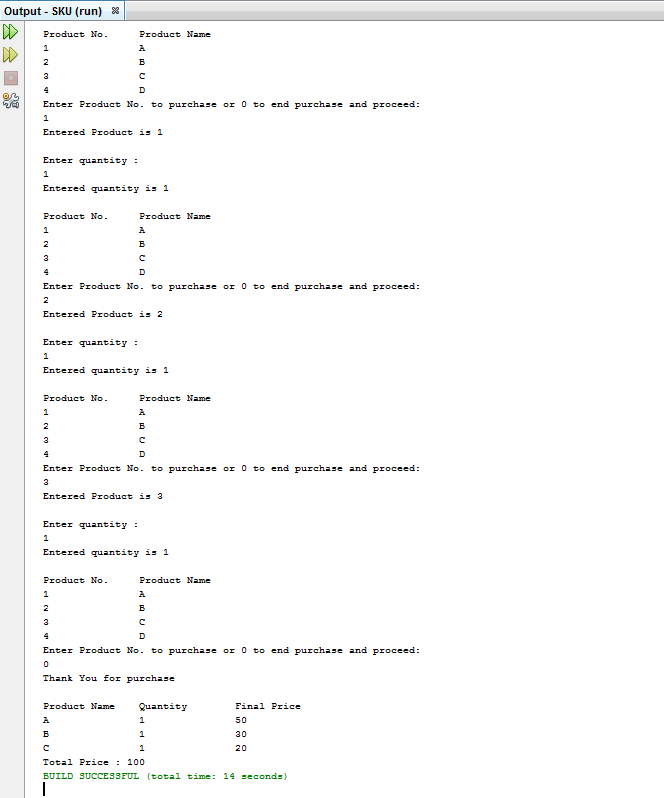 Output - SKU (run)
Product No. Product Name
1 A
2 B
3 C
4 D
Enter Product No. to purchase or 0 to end purchase and proceed:
1
Entered Product is 1
Enter quantity :
1
Entered quantity is 1
Product No. Product Name
1 A
2 B
3 C
4 D
Enter Product No. to purchase or 0 to end purchase and proceed:
2
Entered Product is 2
Enter quantity :
1
Entered quantity is 1
Product No. Product Name
1 A
2 B
3 C
4 D
Enter Product No. to purchase or 0 to end purchase and proceed:
3
Entered Product is 3
Enter quantity :
1
Entered quantity is 1
Product No. Product Name
1 A
2 B
3 C
4 D
Enter Product No. to purchase or 0 to end purchase and proceed:
0
Thank You for purchase
Product Name Quantity Final Price
A 1 50
B 1 30
C 1 20
Total Price : 100
BUILD SUCCESSFUL (total time: 14 seconds)